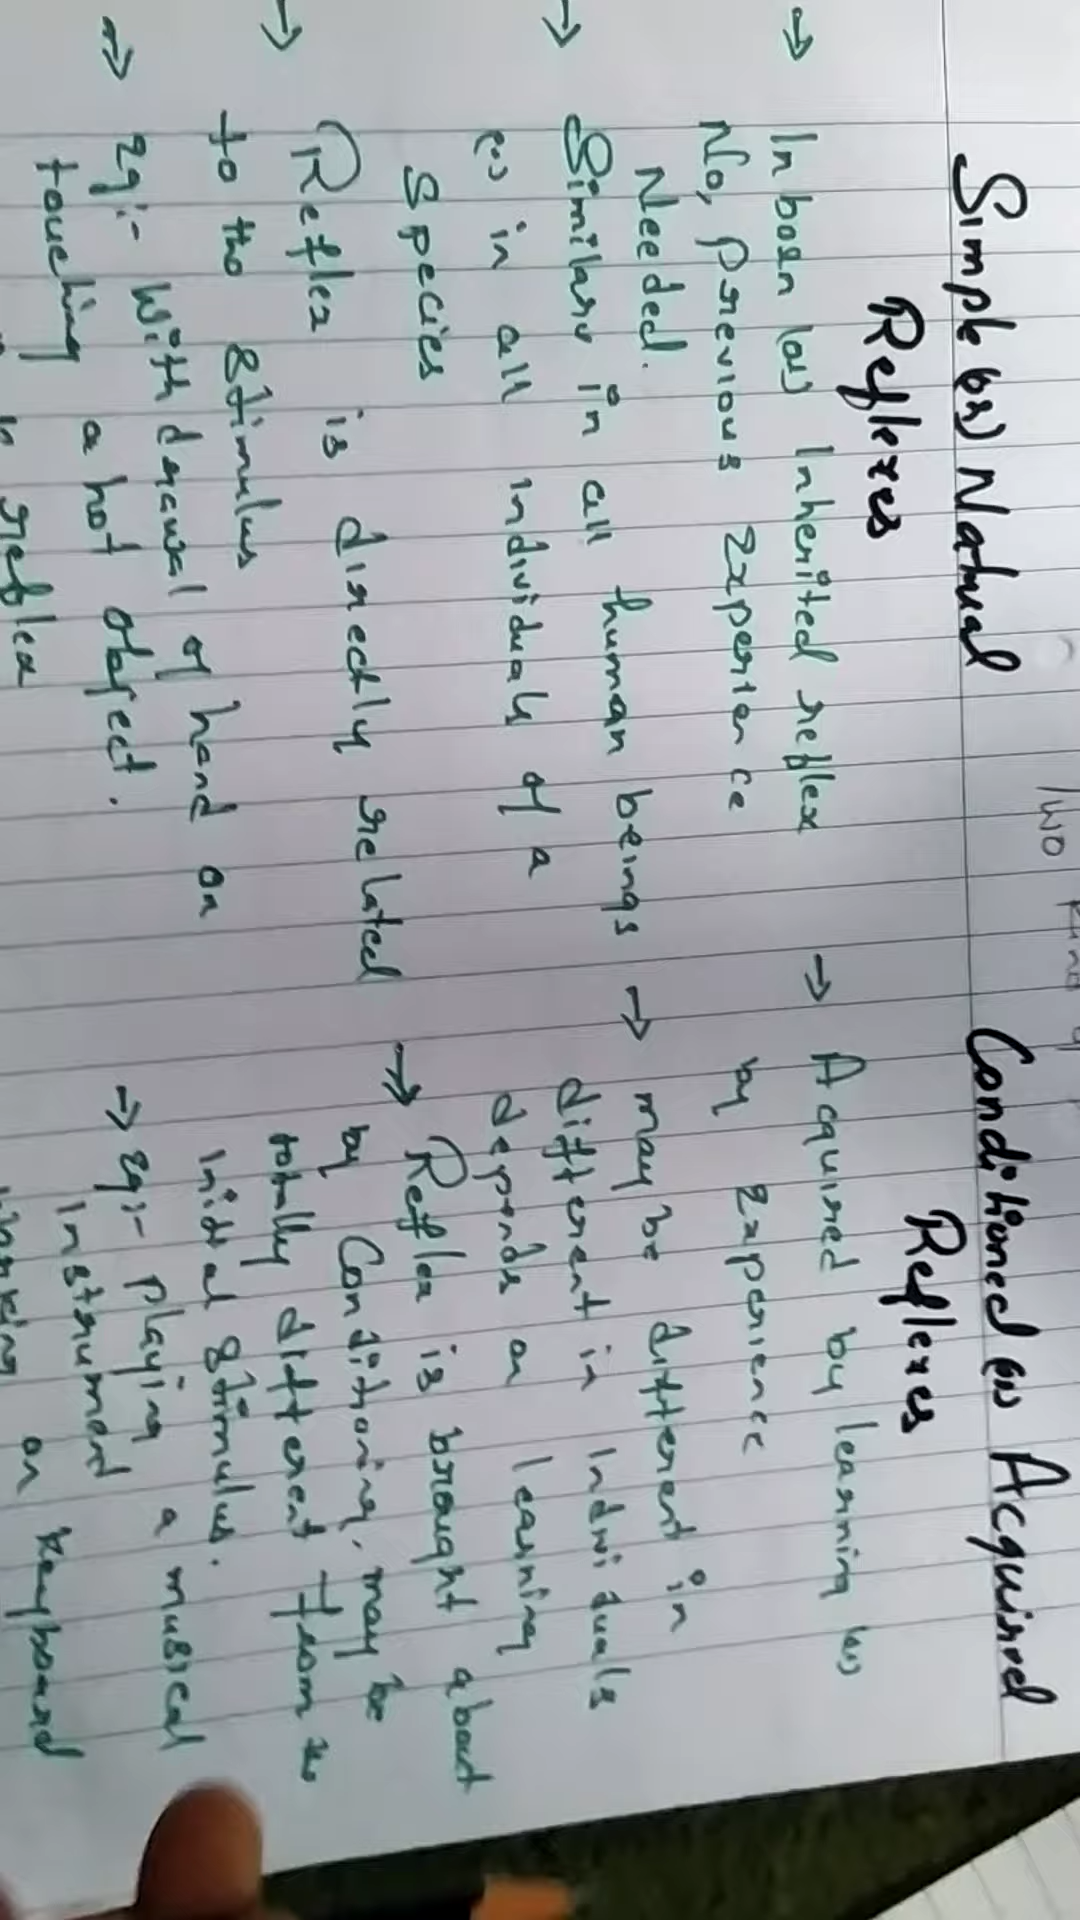 Two
Simple (or) Natual
Reflexes
→ Inborn (or) Inherited reflex
No, previous Experience
Needed.
→ Similar in all human beings
(or) in all individuals of a
Species
→ Reflex is directly related
to the stimulus
→ Eg:- Withdrawal of hand on
touching a hot object.
reflex
Conditioned (or) Acquired
Reflexes
→ Acquired by learning (or)
by Experience
→ may be different in
different in Individuals
depends on learning
→ Reflex is brought about
by Conditioning, may be
totally different from
stimulus.
→ Eg:- playing a musical
Instrument
on Keyboard